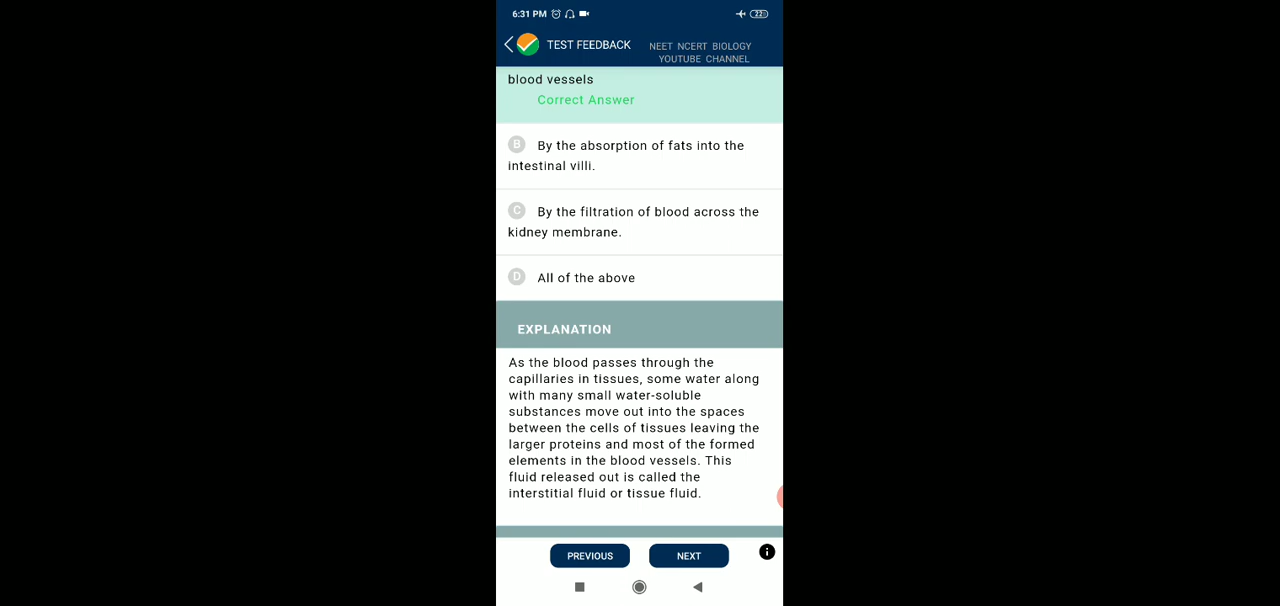 6:31 PM 22
TEST FEEDBACK
NEET NCERT BIOLOGY
YOUTUBE CHANNEL
blood vessels
Correct Answer
B By the absorption of fats into the
intestinal villi.
C By the filtration of blood across the
kidney membrane.
D All of the above
EXPLANATION
As the blood passes through the
capillaries in tissues, some water along
with many small water-soluble
substances move out into the spaces
between the cells of tissues leaving the
larger proteins and most of the formed
elements in the blood vessels. This
fluid released out is called the
interstitial fluid or tissue fluid.
PREVIOUS NEXT i